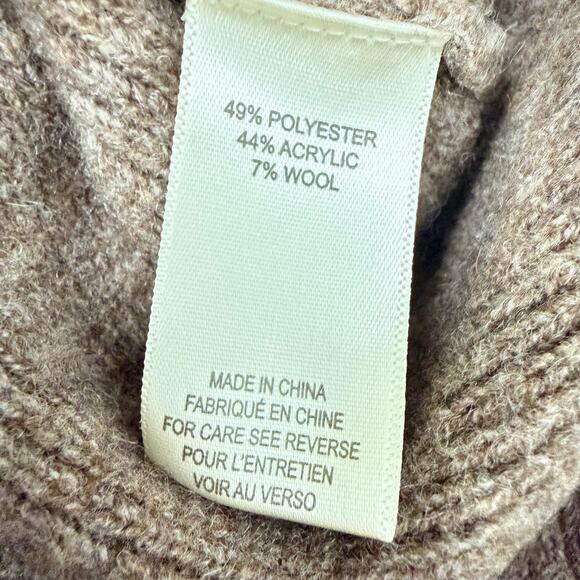 49% POLYESTER
44% ACRYLIC
7% WOOL
MADE IN CHINA
FABRIQUÉ EN CHINE
FOR CARE SEE REVERSE
POUR L'ENTRETIEN
VOIR AU VERSO